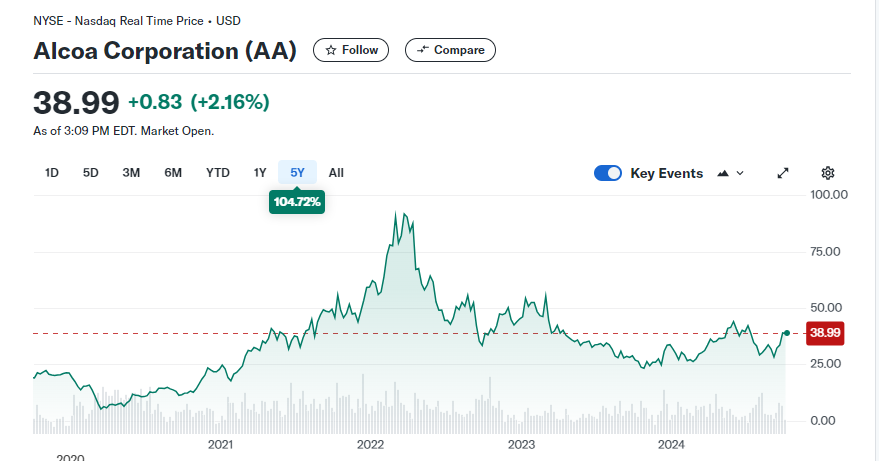 NYSE - Nasdaq Real Time Price • USD
Alcoa Corporation (AA) Follow Compare
38.99 +0.83 (+2.16%)
As of 3:09 PM EDT. Market Open.
1D 5D 3M 6M YTD 1Y 5Y All Key Events
104.72%
100.00
75.00
50.00
38.99
25.00
0.00
2021 2022 2023 2024
2020